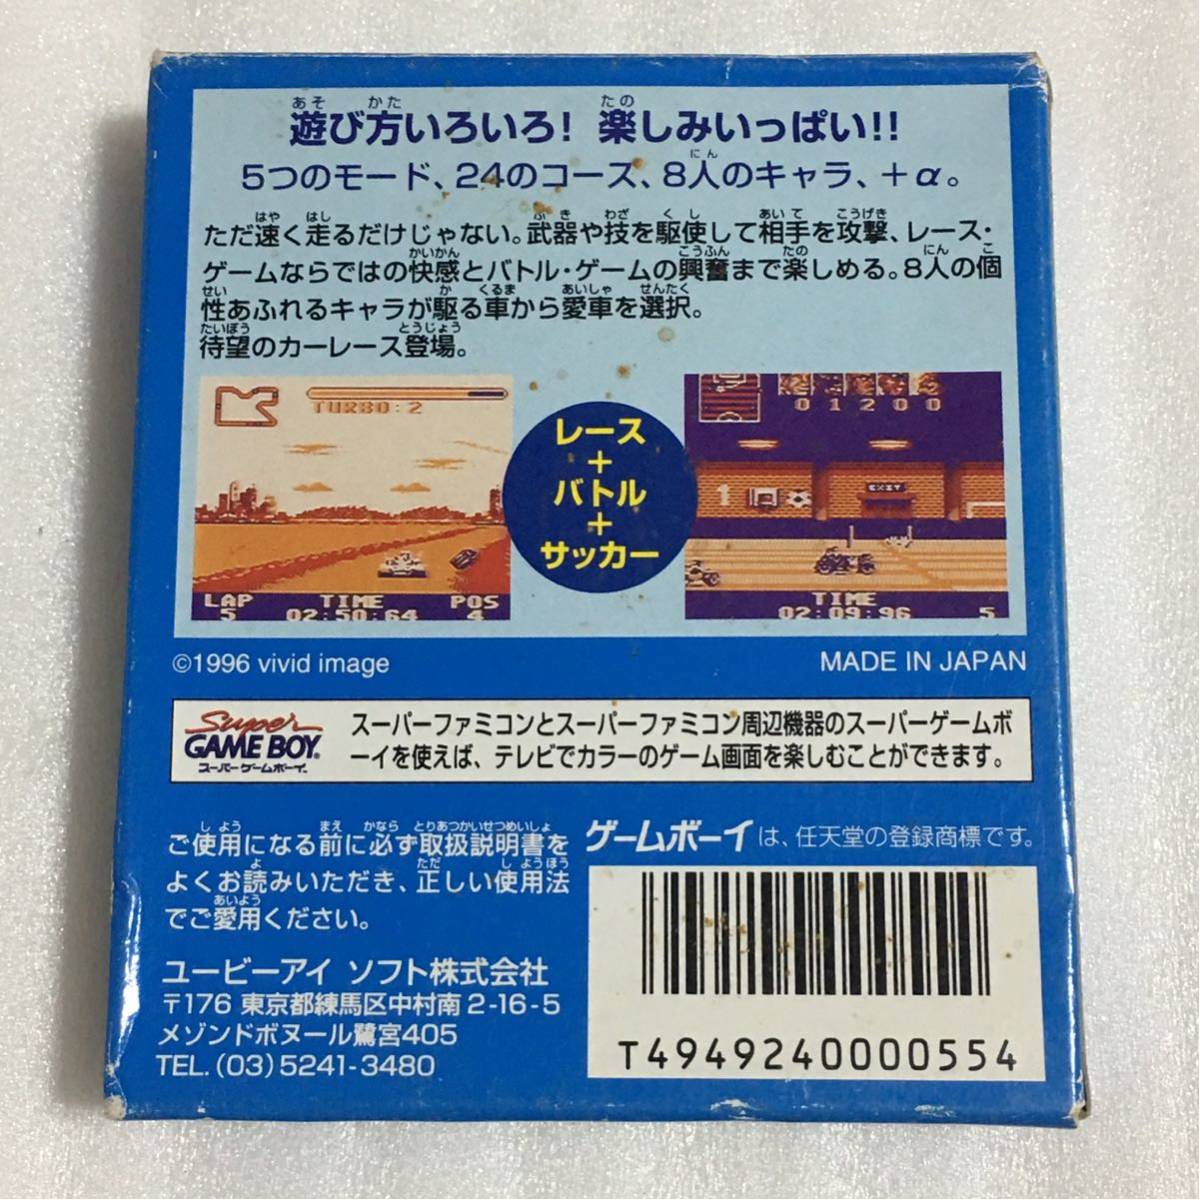 遊び方いろいろ! 楽しみいっぱい!!
5つのモード、24のコース、8人のキャラ、+α。
ただ速く走るだけじゃない。武器や技を駆使して相手を攻撃、レース・
ゲームならではの快感とバトル・ゲームの興奮まで楽しめる。8人の個
性あふれるキャラが駆る車から愛車を選択。
待望のカーレース登場。
TURBO:2
LAP TIME POS
5 02:50:64 4
レース
+
バトル
+
サッカー
0 1 2 0 0
1
EXIT
TIME
02:09:96 5
©1996 vivid image
MADE IN JAPAN
Super
GAME BOY
スーパーゲームボーイ
スーパーファミコンとスーパーファミコン周辺機器のスーパーゲームボ
ーイを使えば、テレビでカラーのゲーム画面を楽しむことができます。
ご使用になる前に必ず取扱説明書を
よくお読みいただき、正しい使用法
でご愛用ください。
ゲームボーイは、任天堂の登録商標です。
ユービーアイ ソフト株式会社
〒176 東京都練馬区中村南2-16-5
メゾンドボヌール鷺宮405
TEL.(03)5241-3480
T4949240000554